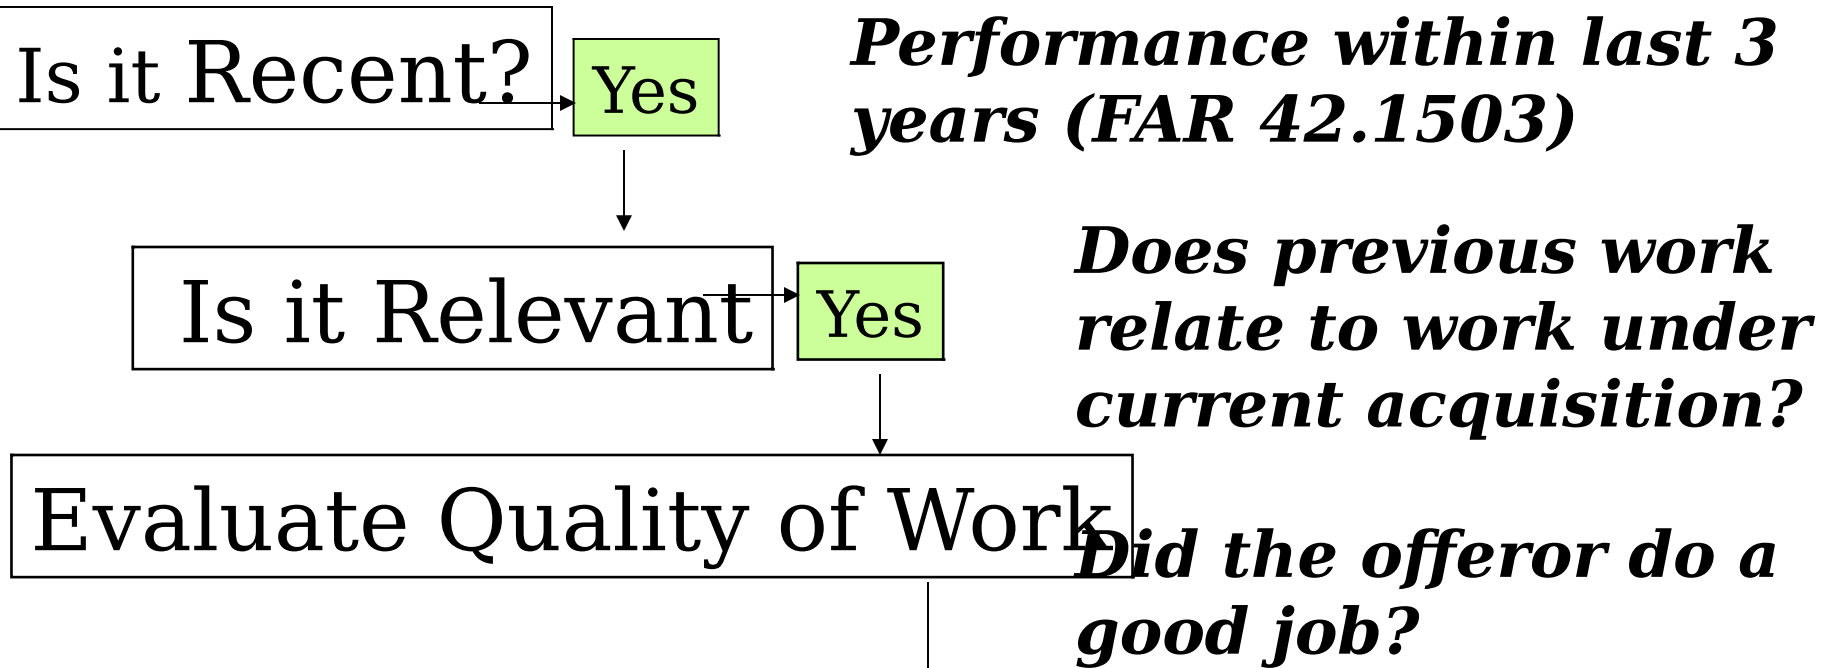 Is it Recent?
Yes
Performance within last 3
years (FAR 42.1503)
Is it Relevant
Yes
Does previous work
relate to work under
current acquisition?
Evaluate Quality of Work
Did the offeror do a
good job?